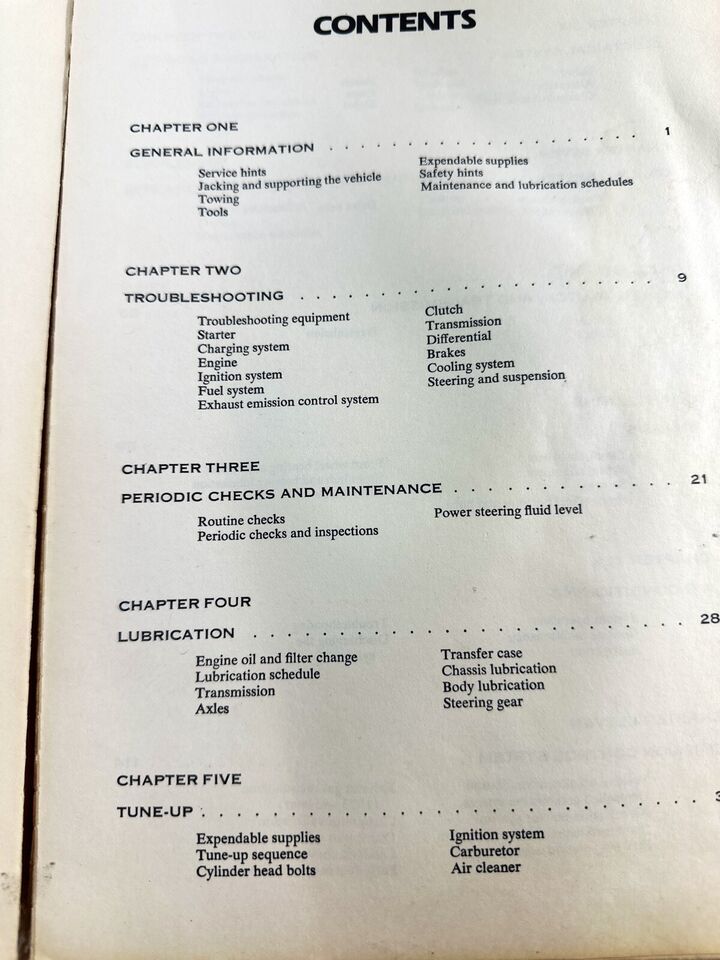 CONTENTS
CHAPTER ONE
GENERAL INFORMATION . . . . . . . . . . . . . . . . . . . 1
Service hints
Jacking and supporting the vehicle
Towing
Tools
Expendable supplies
Safety hints
Maintenance and lubrication schedules
CHAPTER TWO
TROUBLESHOOTING . . . . . . . . . . . . . . . . . . . . . 9
Troubleshooting equipment
Starter
Charging system
Engine
Ignition system
Fuel system
Exhaust emission control system
Clutch
Transmission
Differential
Brakes
Cooling system
Steering and suspension
CHAPTER THREE
PERIODIC CHECKS AND MAINTENANCE . . . . . . . . . . . . . 21
Routine checks
Periodic checks and inspections
Power steering fluid level
CHAPTER FOUR
LUBRICATION . . . . . . . . . . . . . . . . . . . . . . . 28
Engine oil and filter change
Lubrication schedule
Transmission
Axles
Transfer case
Chassis lubrication
Body lubrication
Steering gear
CHAPTER FIVE
TUNE-UP . . . . . . . . . . . . . . . . . . . . . . . . .
Expendable supplies
Tune-up sequence
Cylinder head bolts
Ignition system
Carburetor
Air cleaner